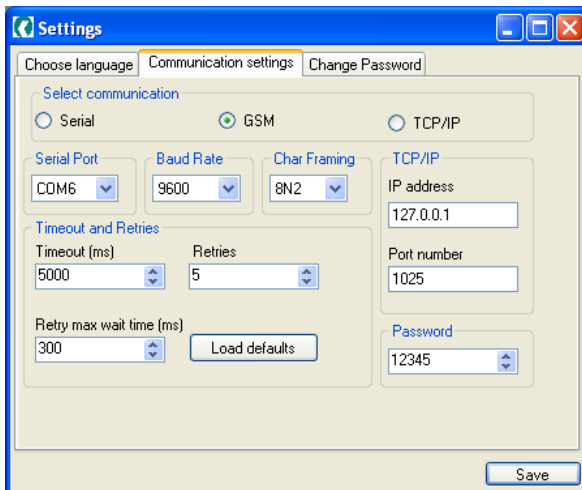 Settings
Choose language Communication settings Change Password
Select communication
Serial GSM TCP/IP
Serial Port Baud Rate Char Framing TCP/IP
COM6 9600 8N2 IP address
127.0.0.1
Timeout and Retries
Timeout (ms) Retries Port number
5000 5 1025
Retry max wait time (ms) Password
300 Load defaults 12345
Save